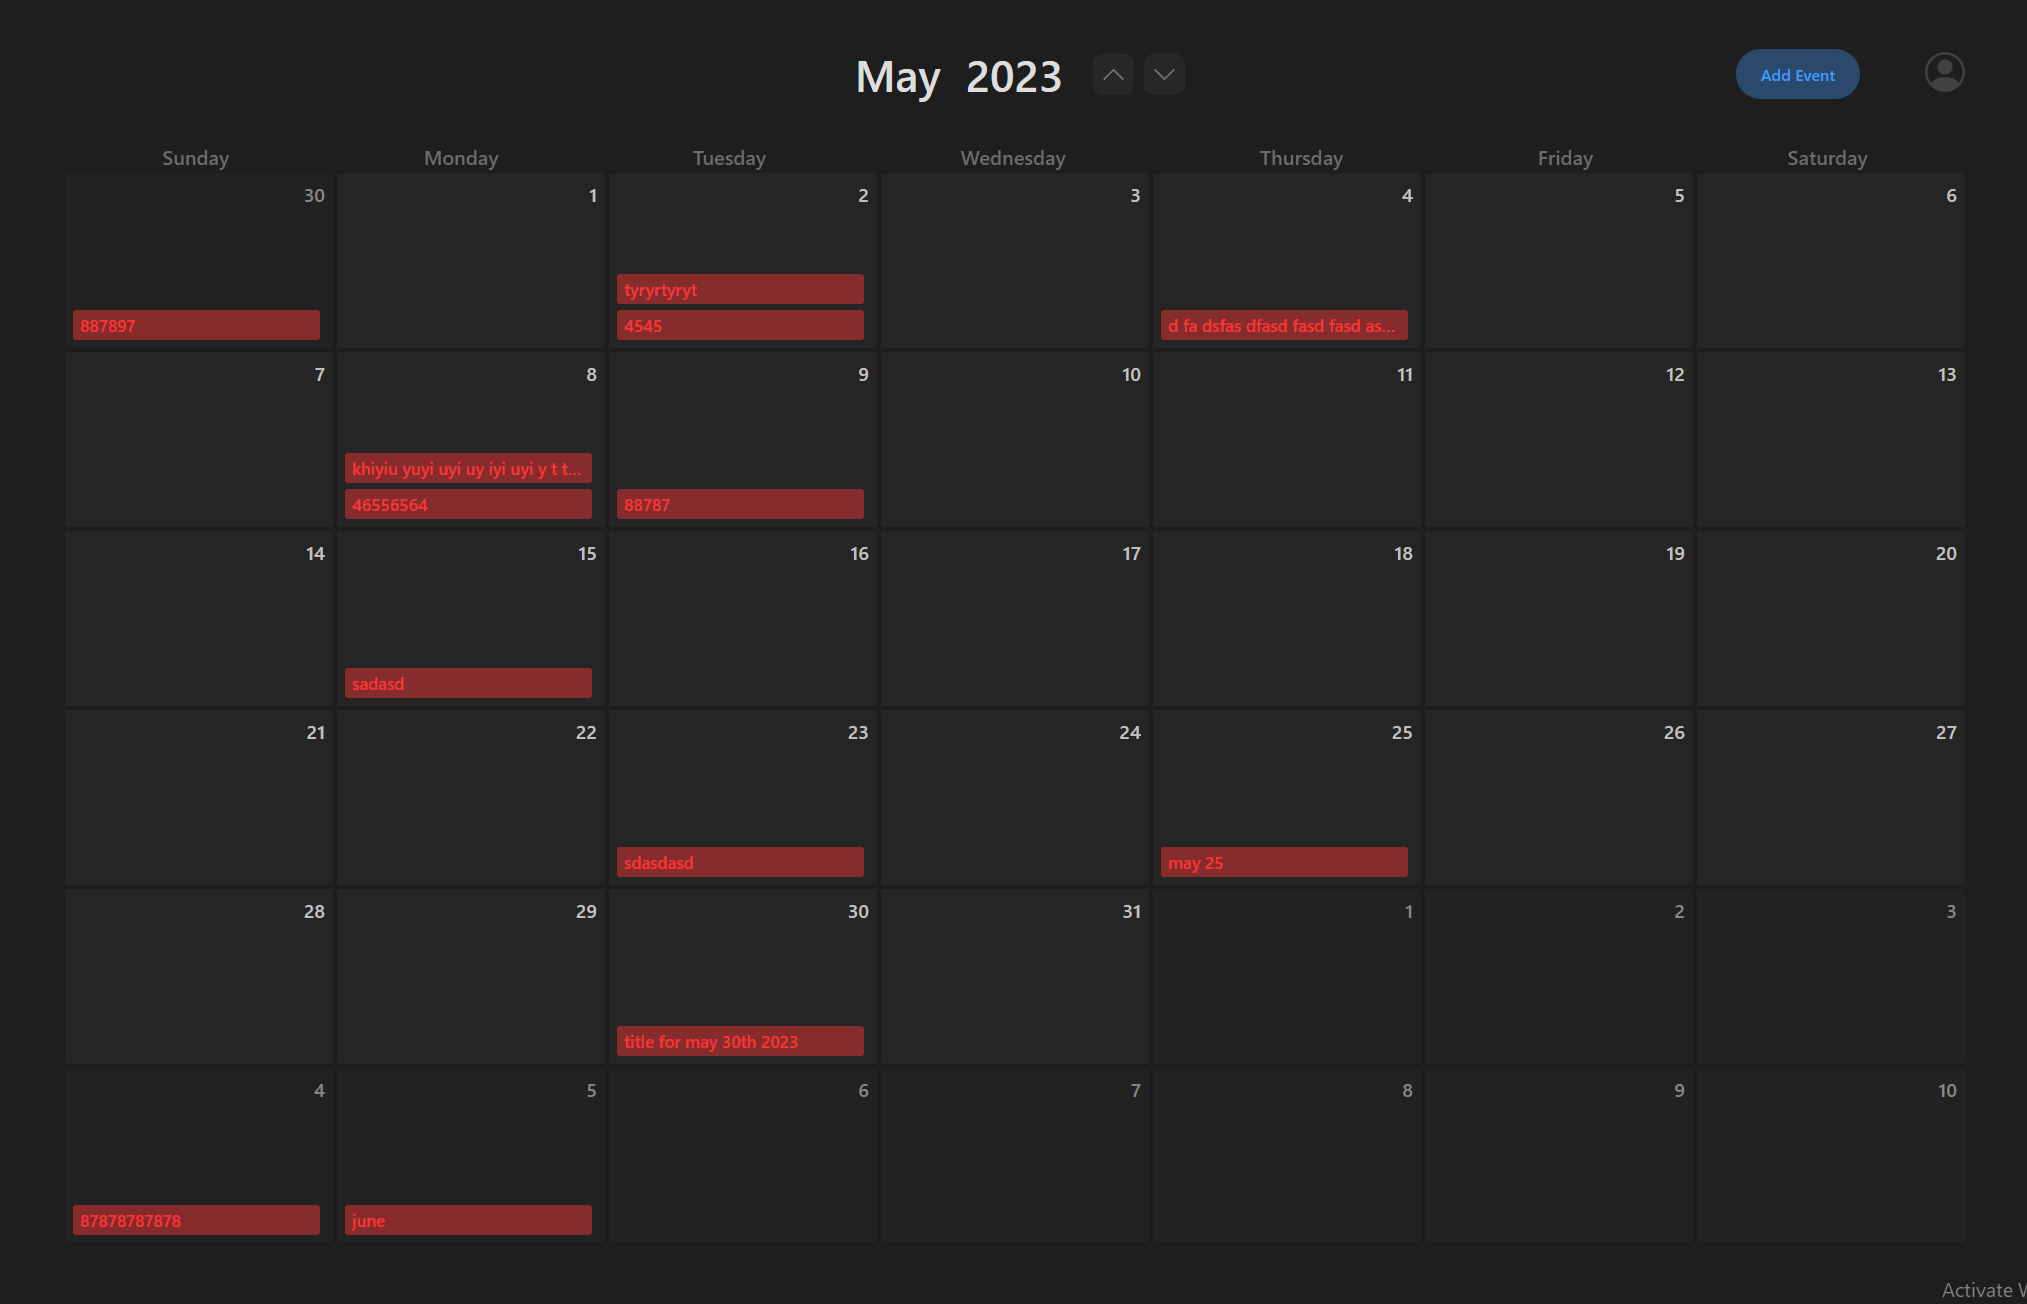 May 2023
Add Event
Sunday Monday Tuesday Wednesday Thursday Friday Saturday
30 1 2 3 4 5 6
tyryrtyryt
887897 4545 d fa dsfas dfasd fasd fasd as...
7 8 9 10 11 12 13
khiyiu yuyi uyi uy iyi uyi y t t...
46556564 88787
14 15 16 17 18 19 20
sadasd
21 22 23 24 25 26 27
sdasdasd may 25
28 29 30 31 1 2 3
title for may 30th 2023
4 5 6 7 8 9 10
87878787878 june
Activate